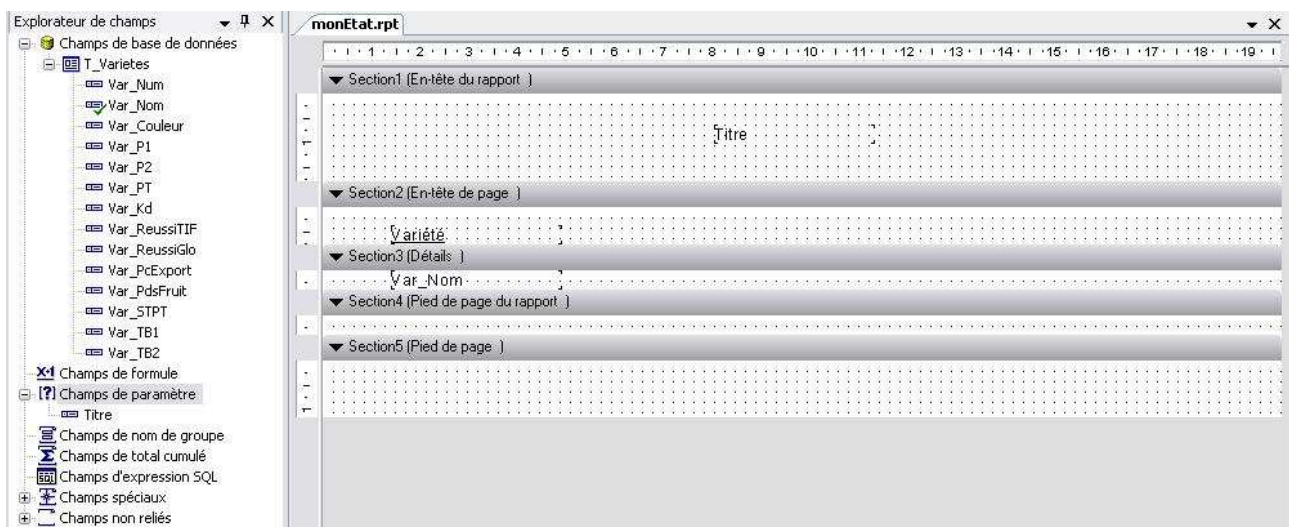 Explorateur de champs
Champs de base de données
T_Varietes
Var_Num
Var_Nom
Var_Couleur
Var_P1
Var_P2
Var_PT
Var_Kd
Var_ReussiTIF
Var_ReussiGlo
Var_PcExport
Var_PdsFruit
Var_STPT
Var_TB1
Var_TB2
X+1 Champs de formule
[?] Champs de paramètre
Titre
Champs de nom de groupe
Σ Champs de total cumulé
SQL Champs d'expression SQL
Champs spéciaux
Champs non reliés
monEtat.rpt
1 2 3 4 5 6 7 8 9 10 11 12 13 14 15 16 17 18 19
Section1 (En-tête du rapport )
1
Titre
Section2 (En-tête de page )
Variété
Section3 (Détails )
Var_Nom
Section4 (Pied de page du rapport )
Section5 (Pied de page )
1